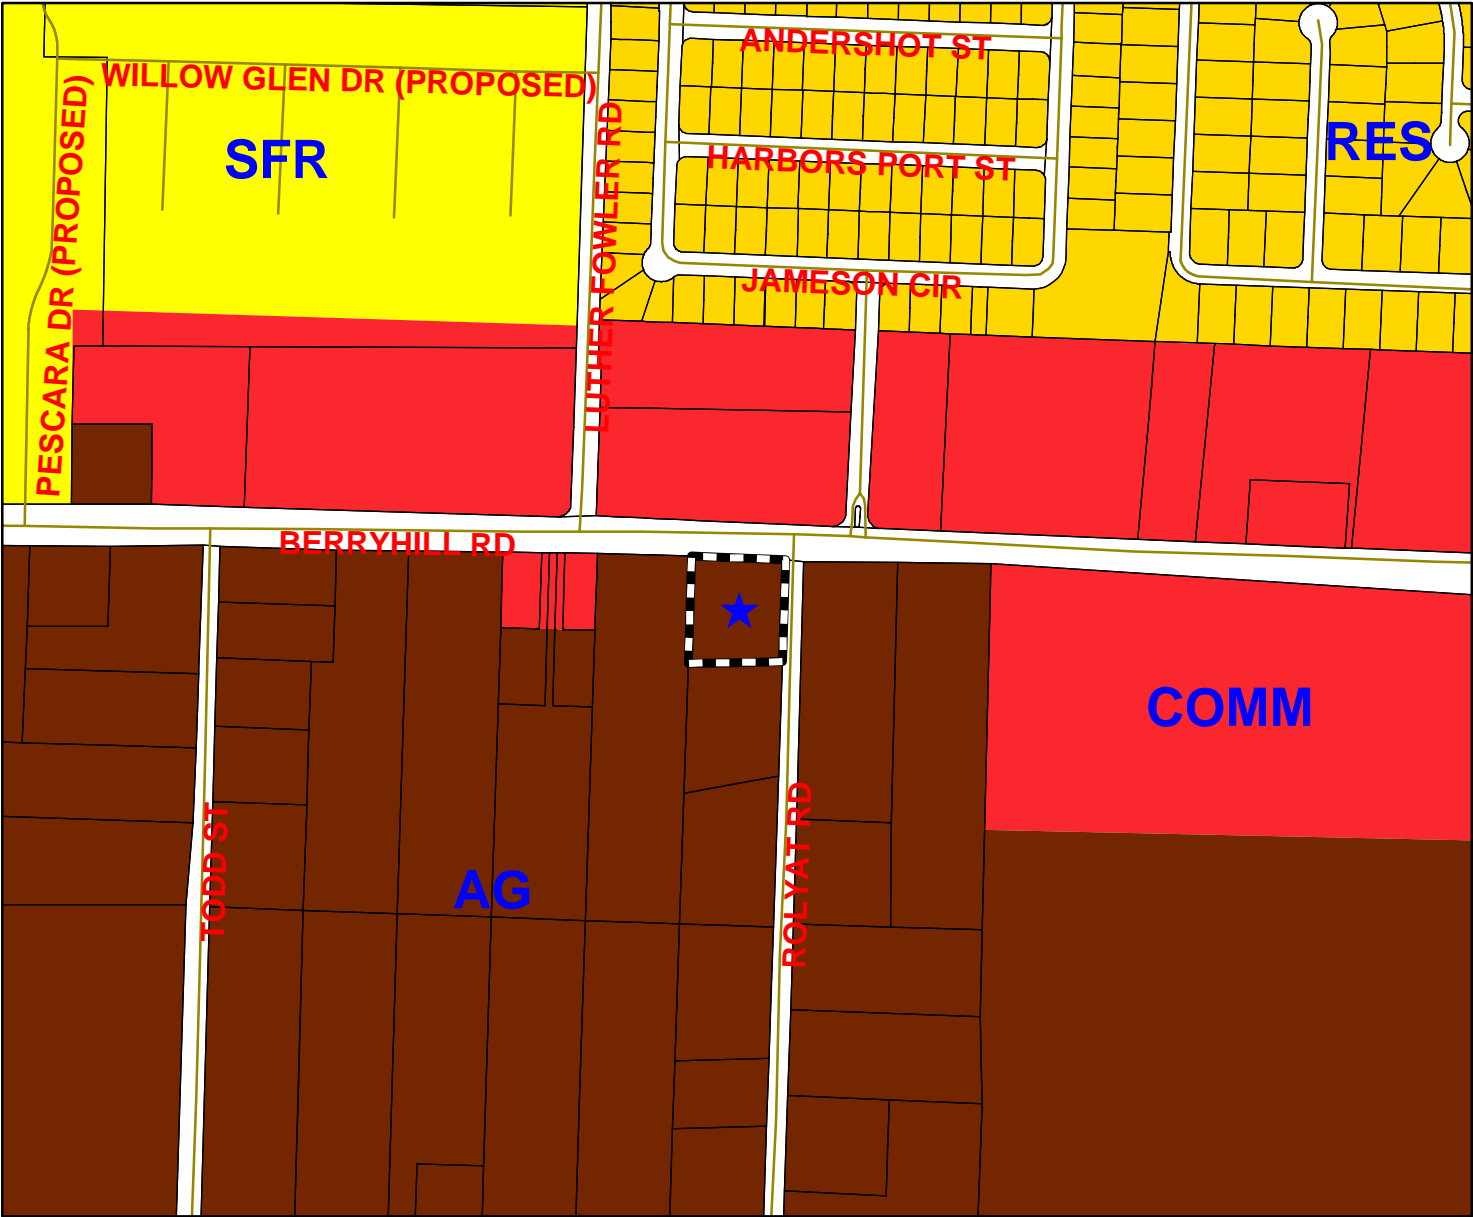 ANDERSHOT ST
WILLOW GLEN DR (PROPOSED)
SFR
RES
HARBORS PORT ST
LUTHER FOWLER RD
PESCARA DR (PROPOSED)
JAMESON CIR
BERRYHILL RD
COMM
TODD ST
AG
ROLYAT RD